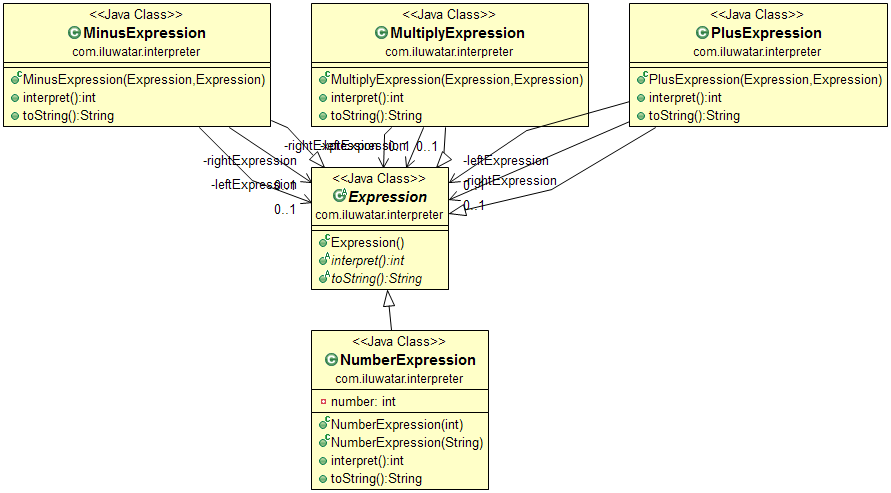 <<Java Class>>
MinusExpression
com.iluwatar.interpreter
MinusExpression(Expression,Expression)
interpret():int
toString():String
<<Java Class>>
MultiplyExpression
com.iluwatar.interpreter
MultiplyExpression(Expression,Expression)
interpret():int
toString():String
<<Java Class>>
PlusExpression
com.iluwatar.interpreter
PlusExpression(Expression,Expression)
interpret():int
toString():String
-rightExpression
-leftExpression
0..1
0..1
-rightExpression
-leftExpression
0..1
0..1
-leftExpression
-rightExpression
0..1
0..1
<<Java Class>>
Expression
com.iluwatar.interpreter
Expression()
interpret():int
toString():String
<<Java Class>>
NumberExpression
com.iluwatar.interpreter
number: int
NumberExpression(int)
NumberExpression(String)
interpret():int
toString():String